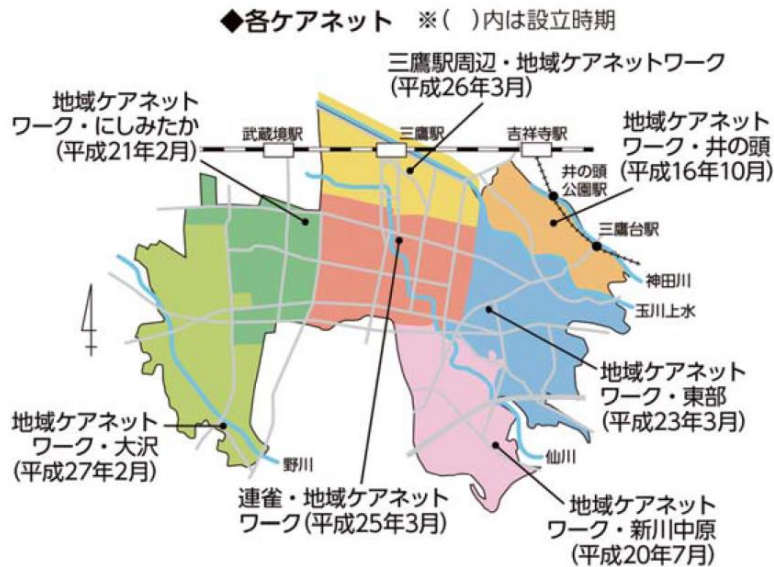 ◆各ケアネット ※( )内は設立時期
三鷹駅周辺・地域ケアネットワーク
(平成26年3月)
地域ケアネット
ワーク・にしみたか
(平成21年2月)
武蔵境駅
三鷹駅
吉祥寺駅
地域ケアネット
ワーク・井の頭
(平成16年10月)
井の頭
公園駅
三鷹台駅
神田川
玉川上水
地域ケアネット
ワーク・東部
(平成23年3月)
地域ケアネット
ワーク・大沢
(平成27年2月)
野川
仙川
連雀・地域ケアネット
ワーク(平成25年3月)
地域ケアネット
ワーク・新川中原
(平成20年7月)